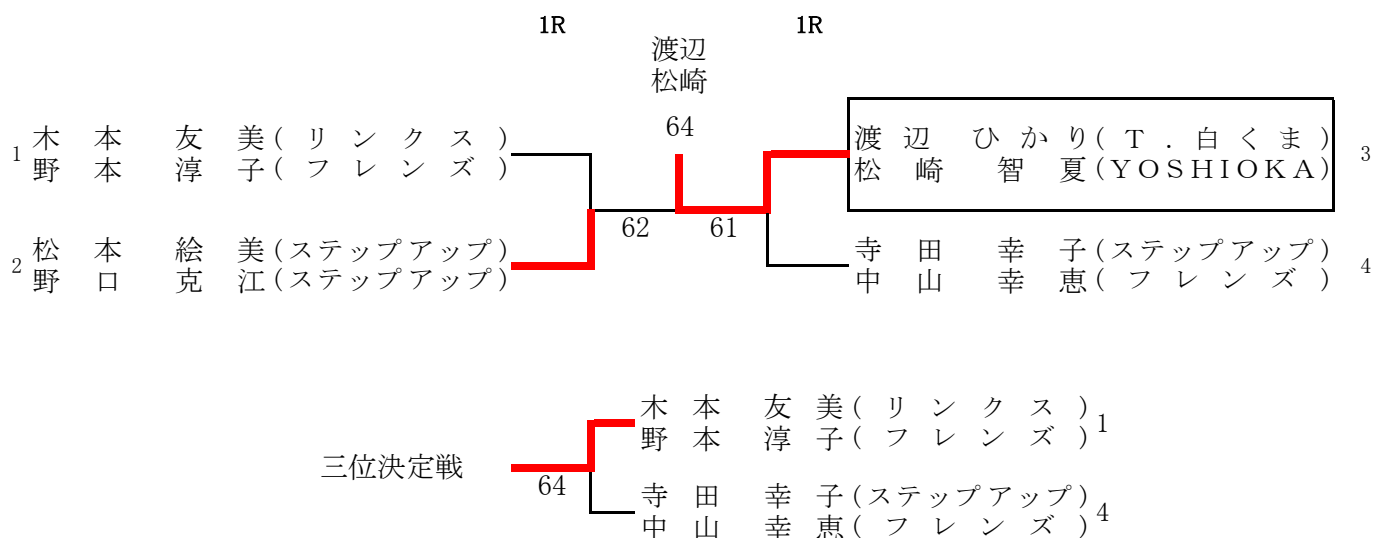 1R 1R
渡辺
松崎
64
1 木本 友美(リンクス)
野本 淳子(フレンズ)
渡辺 ひかり(T.白くま) 3
松崎 智夏(YOSHIOKA)
62 61
2 松本 絵美(ステップアップ)
野口 克江(ステップアップ)
寺田 幸子(ステップアップ) 4
中山 幸恵(フレンズ)
木本 友美(リンクス) 1
野本 淳子(フレンズ)
三位決定戦
64
寺田 幸子(ステップアップ) 4
中山 幸恵(フレンズ)